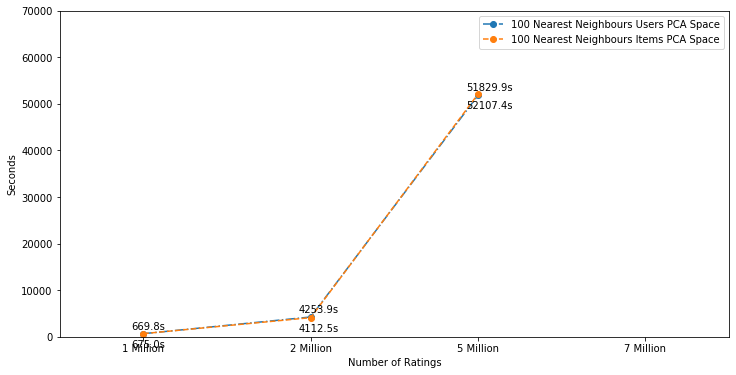 70000
60000
50000
40000
30000
20000
10000
0
Seconds
100 Nearest Neighbours Users PCA Space
100 Nearest Neighbours Items PCA Space
51829.9s
52107.4s
4253.9s
4112.5s
669.8s
675.0s
1 Million 2 Million 5 Million 7 Million
Number of Ratings